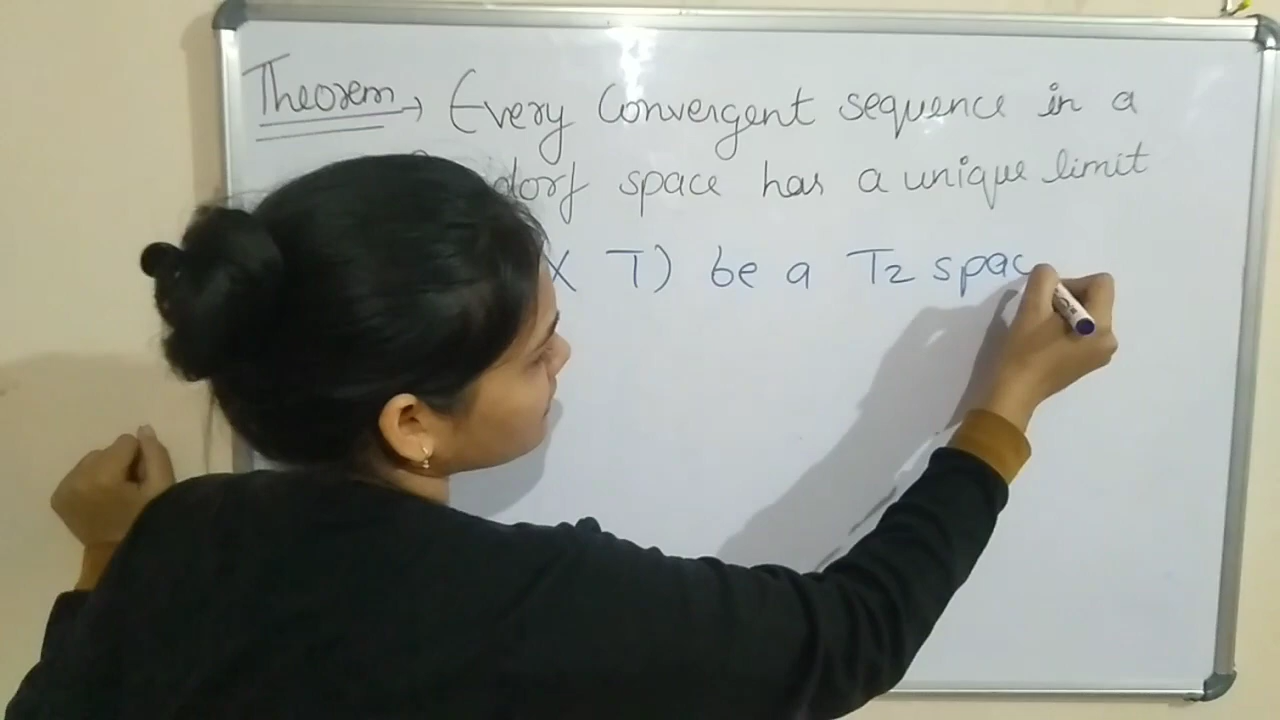 Theorem → Every Convergent sequence in a
dorf space has a unique limit
X T) be a T2 spac